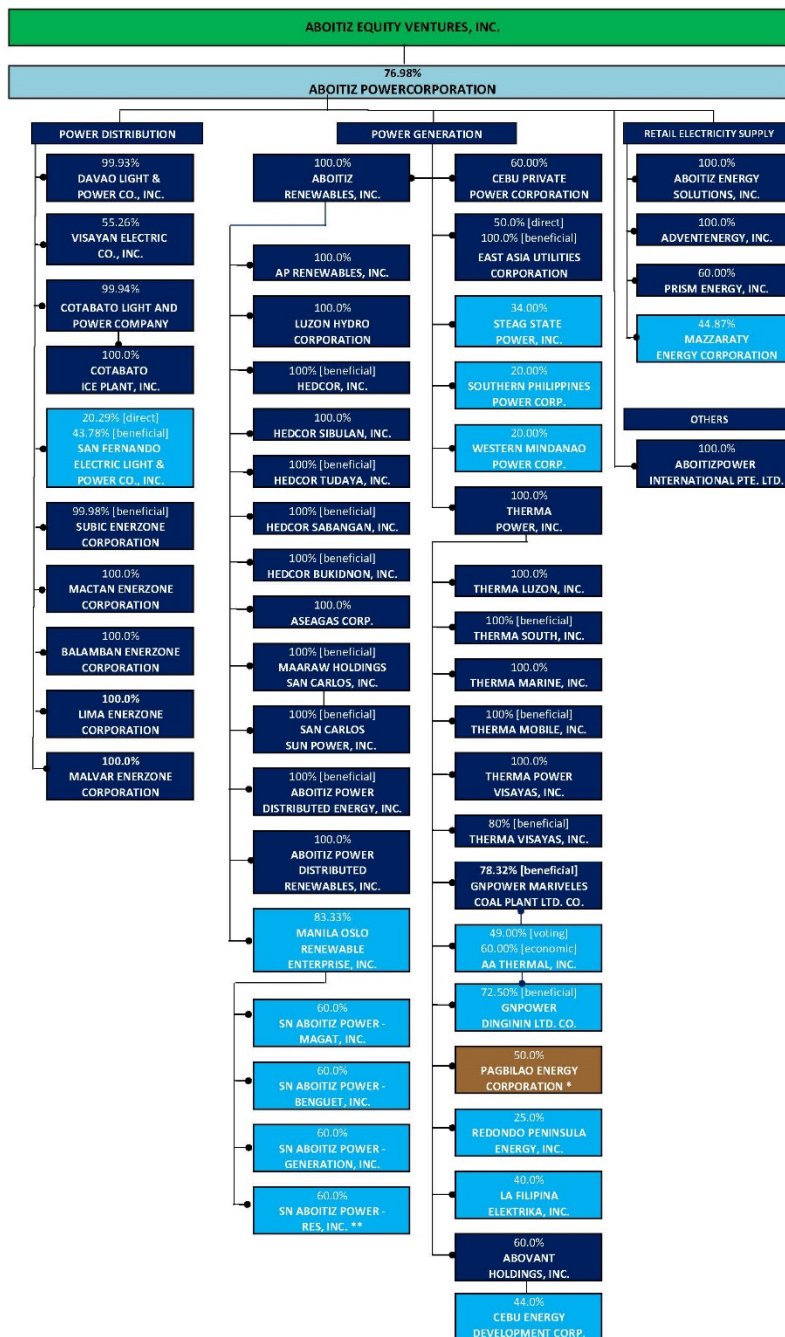 ABOITIZ EQUITY VENTURES, INC.
76.98%
ABOITIZ POWERCORPORATION
POWER DISTRIBUTION
99.93%
DAVAO LIGHT &
POWER CO., INC.
55.26%
VISAYAN ELECTRIC
CO., INC.
99.94%
COTABATO LIGHT AND
POWER COMPANY
100.0%
COTABATO
ICE PLANT, INC.
20.29% [direct]
43.78% [beneficial]
SAN FERNANDO
ELECTRIC LIGHT &
POWER CO., INC.
99.98% [beneficial]
SUBIC ENERZONE
CORPORATION
100.0%
MACTAN ENERZONE
CORPORATION
100.0%
BALAMBAN ENERZONE
CORPORATION
100.0%
LIMA ENERZONE
CORPORATION
100.0%
MALVAR ENERZONE
CORPORATION
POWER GENERATION
100.0%
ABOITIZ
RENEWABLES, INC.
100.0%
AP RENEWABLES, INC.
100.0%
LUZON HYDRO
CORPORATION
100% [beneficial]
HEDCOR, INC.
100.0%
HEDCOR SIBULAN, INC.
100% [beneficial]
HEDCOR TUDAYA, INC.
100% [beneficial]
HEDCOR SABANGAN, INC.
100% [beneficial]
HEDCOR BUKIDNON, INC.
100.0%
ASEAGAS CORP.
100% [beneficial]
MAARAW HOLDINGS
SAN CARLOS, INC.
100% [beneficial]
SAN CARLOS
SUN POWER, INC.
100% [beneficial]
ABOITIZ POWER
DISTRIBUTED ENERGY, INC.
100.0%
ABOITIZ POWER
DISTRIBUTED
RENEWABLES, INC.
83.33%
MANILA OSLO
RENEWABLE
ENTERPRISE, INC.
60.0%
SN ABOITIZ POWER -
MAGAT, INC.
60.0%
SN ABOITIZ POWER -
BENGUET, INC.
60.0%
SN ABOITIZ POWER -
GENERATION, INC.
60.0%
SN ABOITIZ POWER -
RES, INC. **
60.00%
CEBU PRIVATE
POWER CORPORATION
50.0% [direct]
100.0% [beneficial]
EAST ASIA UTILITIES
CORPORATION
34.00%
STEAG STATE
POWER, INC.
20.00%
SOUTHERN PHILIPPINES
POWER CORP.
20.00%
WESTERN MINDANAO
POWER CORP.
100.0%
THERMA
POWER, INC.
100.0%
THERMA LUZON, INC.
100% [beneficial]
THERMA SOUTH, INC.
100.0%
THERMA MARINE, INC.
100% [beneficial]
THERMA MOBILE, INC.
100.0%
THERMA POWER
VISAYAS, INC.
80% [beneficial]
THERMA VISAYAS, INC.
78.32% [beneficial]
GNPOWER MARIVELES
COAL PLANT LTD. CO.
49.00% [voting]
60.00% [economic]
AA THERMAL, INC.
72.50% [beneficial]
GNPOWER
DINGININ LTD. CO.
50.0%
PAGBILAO ENERGY
CORPORATION *
25.0%
REDONDO PENINSULA
ENERGY, INC.
40.0%
LA FILIPINA
ELEKTRIKA, INC.
60.0%
ABOVANT
HOLDINGS, INC.
44.0%
CEBU ENERGY
DEVELOPMENT CORP.
RETAIL ELECTRICITY SUPPLY
100.0%
ABOITIZ ENERGY
SOLUTIONS, INC.
100.0%
ADVENTENERGY, INC.
60.00%
PRISM ENERGY, INC.
44.87%
MAZZARATY
ENERGY CORPORATION
OTHERS
100.0%
ABOITIZPOWER
INTERNATIONAL PTE. LTD.